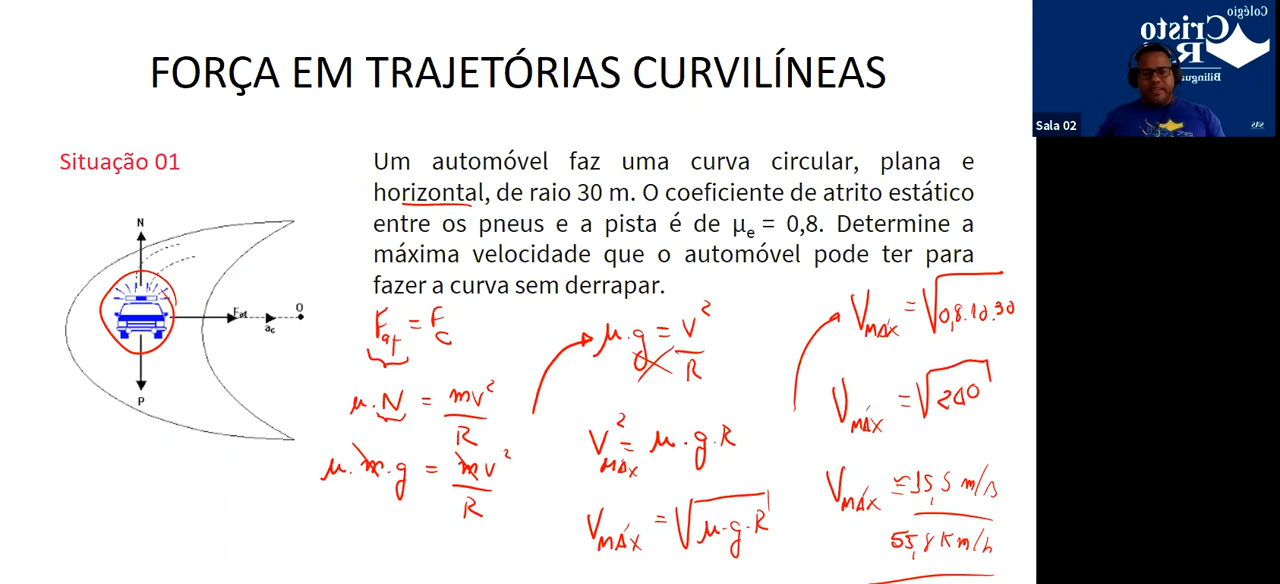 FORÇA EM TRAJETÓRIAS CURVILÍNEAS
Colégio
Cristo
R
Bilingu
SAS
Sala 02
Situação 01
Um automóvel faz uma curva circular, plana e
horizontal, de raio 30 m. O coeficiente de atrito estático
entre os pneus e a pista é de μe = 0,8. Determine a
máxima velocidade que o automóvel pode ter para
fazer a curva sem derrapar.
N
Fat
ac
O
P
Fat = Fc
μ.N = mv²/R
μ.m.g = mv²/R
μ.g = v²/R
V²MÁX = μ.g.R
VMÁX = √μ.g.R
VMÁX = √0,8.10.30
VMÁX = √240
VMÁX ≃ 15,5 m/s
55,8 Km/h